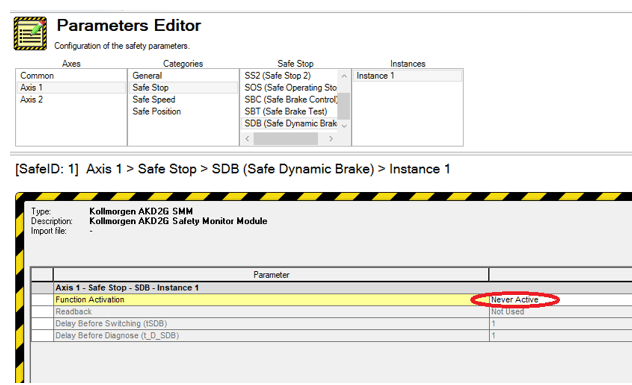 Parameters Editor
Configuration of the safety parameters.
Axes Categories Safe Stop Instances
Common General SS2 (Safe Stop 2) Instance 1
Axis 1 Safe Stop SOS (Safe Operating Sto
Axis 2 Safe Speed SBC (Safe Brake Control)
Safe Position SBT (Safe Brake Test)
SDB (Safe Dynamic Brak
[SafeID: 1] Axis 1 > Safe Stop > SDB (Safe Dynamic Brake) > Instance 1
Type: Kollmorgen AKD2G SMM
Description: Kollmorgen AKD2G Safety Monitor Module
Import file: -
Parameter
Axis 1 - Safe Stop - SDB - Instance 1
Function Activation Never Active
Readback Not Used
Delay Before Switching (tSDB) 1
Delay Before Diagnose (t_D_SDB) 1